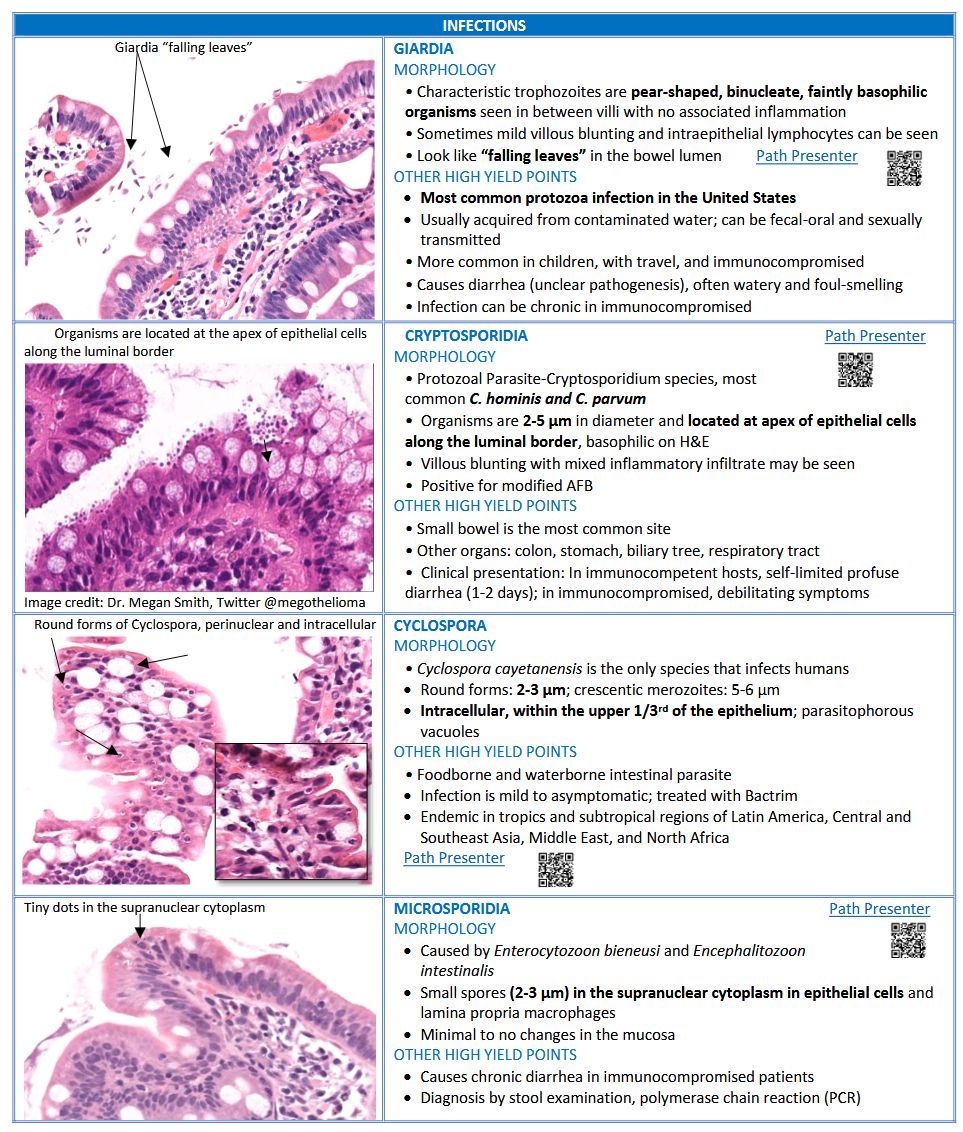 INFECTIONS
Giardia “falling leaves”
GIARDIA
MORPHOLOGY
• Characteristic trophozoites are pear-shaped, binucleate, faintly basophilic
organisms seen in between villi with no associated inflammation
• Sometimes mild villous blunting and intraepithelial lymphocytes can be seen
• Look like “falling leaves” in the bowel lumen Path Presenter
OTHER HIGH YIELD POINTS
• Most common protozoa infection in the United States
• Usually acquired from contaminated water; can be fecal-oral and sexually
transmitted
• More common in children, with travel, and immunocompromised
• Causes diarrhea (unclear pathogenesis), often watery and foul-smelling
• Infection can be chronic in immunocompromised
Organisms are located at the apex of epithelial cells
along the luminal border
Image credit: Dr. Megan Smith, Twitter @megothelioma
CRYPTOSPORIDIA Path Presenter
MORPHOLOGY
• Protozoal Parasite-Cryptosporidium species, most
common C. hominis and C. parvum
• Organisms are 2-5 µm in diameter and located at apex of epithelial cells
along the luminal border, basophilic on H&E
• Villous blunting with mixed inflammatory infiltrate may be seen
• Positive for modified AFB
OTHER HIGH YIELD POINTS
• Small bowel is the most common site
• Other organs: colon, stomach, biliary tree, respiratory tract
• Clinical presentation: In immunocompetent hosts, self-limited profuse
diarrhea (1-2 days); in immunocompromised, debilitating symptoms
Round forms of Cyclospora, perinuclear and intracellular
CYCLOSPORA
MORPHOLOGY
• Cyclospora cayetanensis is the only species that infects humans
• Round forms: 2-3 µm; crescentic merozoites: 5-6 µm
• Intracellular, within the upper 1/3rd of the epithelium; parasitophorous
vacuoles
OTHER HIGH YIELD POINTS
• Foodborne and waterborne intestinal parasite
• Infection is mild to asymptomatic; treated with Bactrim
• Endemic in tropics and subtropical regions of Latin America, Central and
Southeast Asia, Middle East, and North Africa
Path Presenter
Tiny dots in the supranuclear cytoplasm
MICROSPORIDIA Path Presenter
MORPHOLOGY
• Caused by Enterocytozoon bieneusi and Encephalitozoon
intestinalis
• Small spores (2-3 µm) in the supranuclear cytoplasm in epithelial cells and
lamina propria macrophages
• Minimal to no changes in the mucosa
OTHER HIGH YIELD POINTS
• Causes chronic diarrhea in immunocompromised patients
• Diagnosis by stool examination, polymerase chain reaction (PCR)